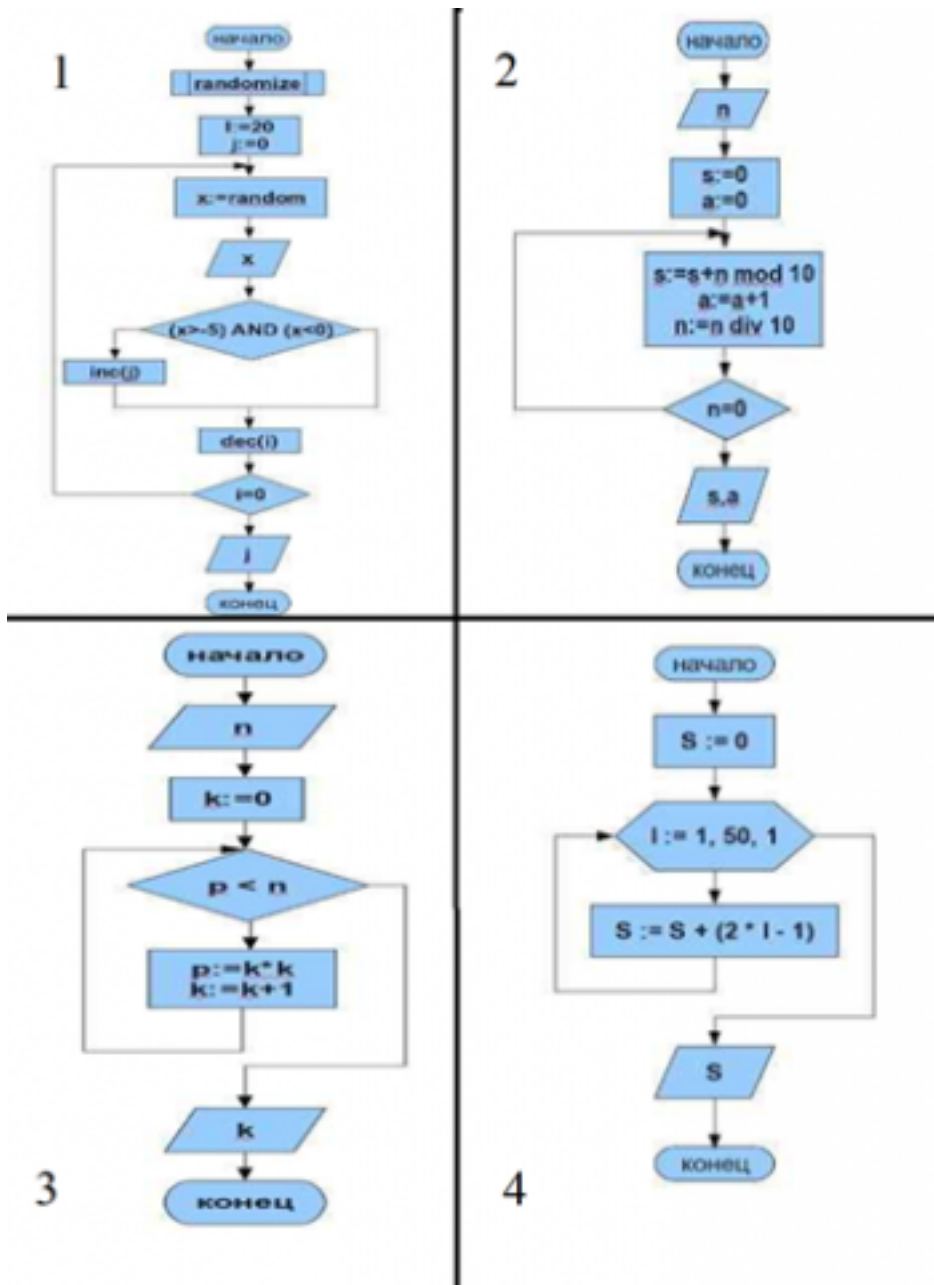 1
начало
randomize
I:=20
j:=0
x:=random
x
(x>-5) AND (x<0)
inc(j)
dec(i)
i=0
j
конец
2
начало
n
s:=0
a:=0
s:=s+n mod 10
a:=a+1
n:=n div 10
n=0
s,a
конец
начало
n
k:=0
p < n
p:=k*k
k:=k+1
k
конец
3
начало
S := 0
I := 1, 50, 1
S := S + (2 * I - 1)
S
конец
4